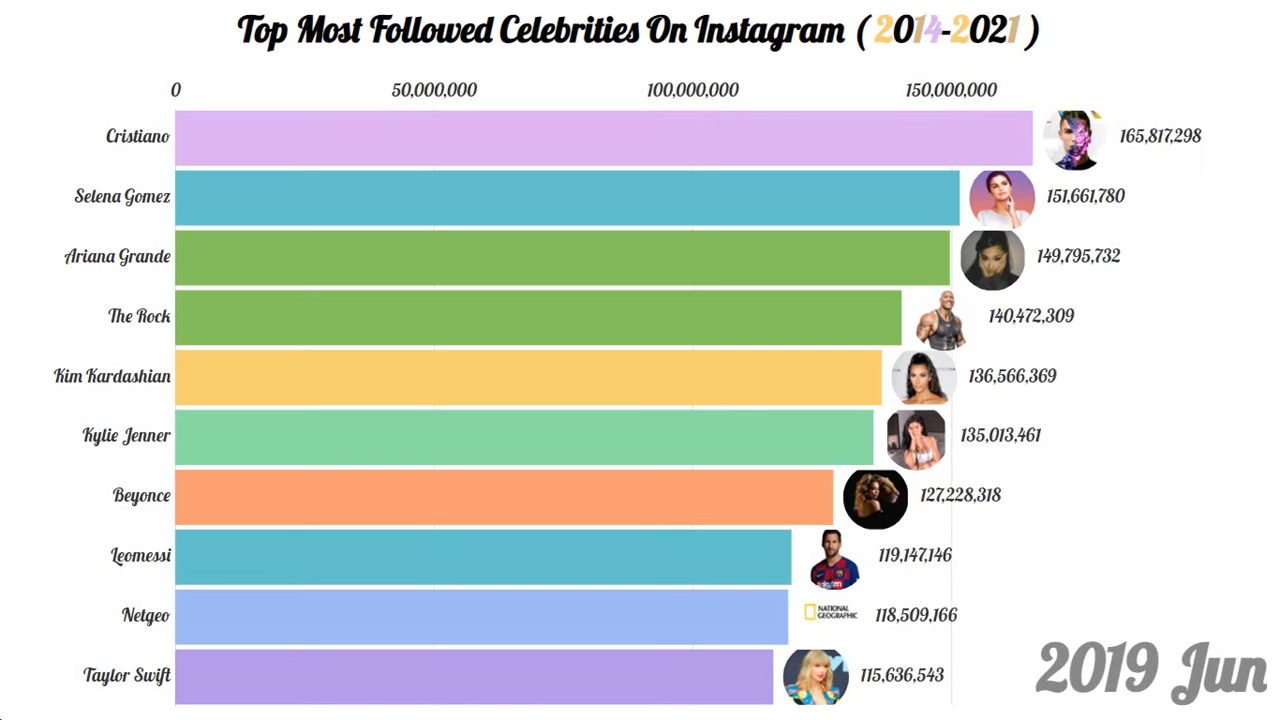 Top Most Followed Celebrities On Instagram ( 2014-2021 )
0 50,000,000 100,000,000 150,000,000
Cristiano 165,817,298
Selena Gomez 151,661,780
Ariana Grande 149,795,732
The Rock 140,472,309
Kim Kardashian 136,566,369
Kylie Jenner 135,013,461
Beyonce 127,228,318
Leomessi 119,147,146
Netgeo NATIONAL GEOGRAPHIC 118,509,166
Taylor Swift 115,636,543
2019 Jun